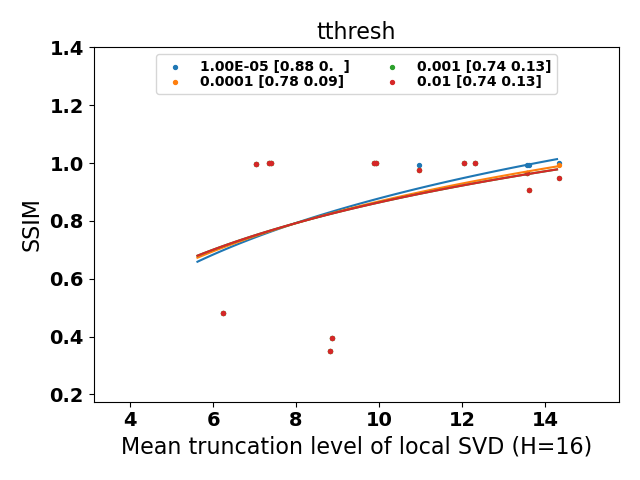 tthresh
1.00E-05 [0.88 0.  ]
0.0001 [0.78 0.09]
0.001 [0.74 0.13]
0.01 [0.74 0.13]
1.4
1.2
1.0
0.8
0.6
0.4
0.2
SSIM
4 6 8 10 12 14
Mean truncation level of local SVD (H=16)